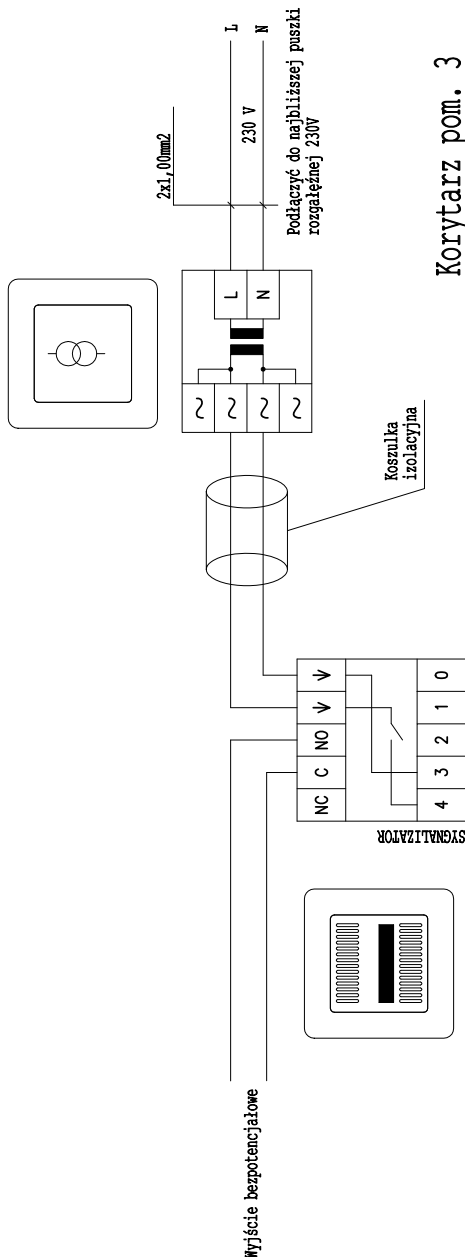 Wyjście bezpotencjałowe
SYGNALIZATOR
NC
C
NO
4
3
2
1
0
Koszulka
izolacyjna
~
~
~
~
L
N
2x1,00mm2
230 V
L
N
Podłączyć do najbliższej puszki
rozgałęźnej 230V
Korytarz pom. 3